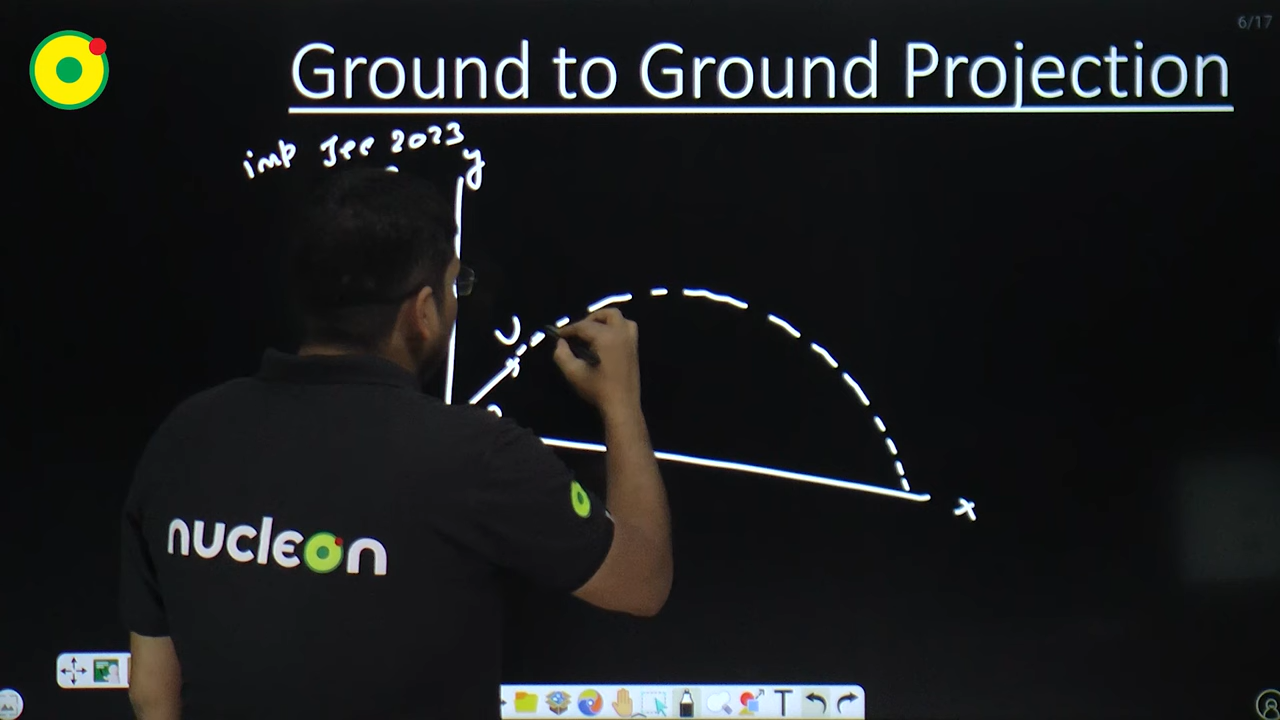 6/17
Ground to Ground Projection
imp Jee 2023
y
U
x
nucleon
T